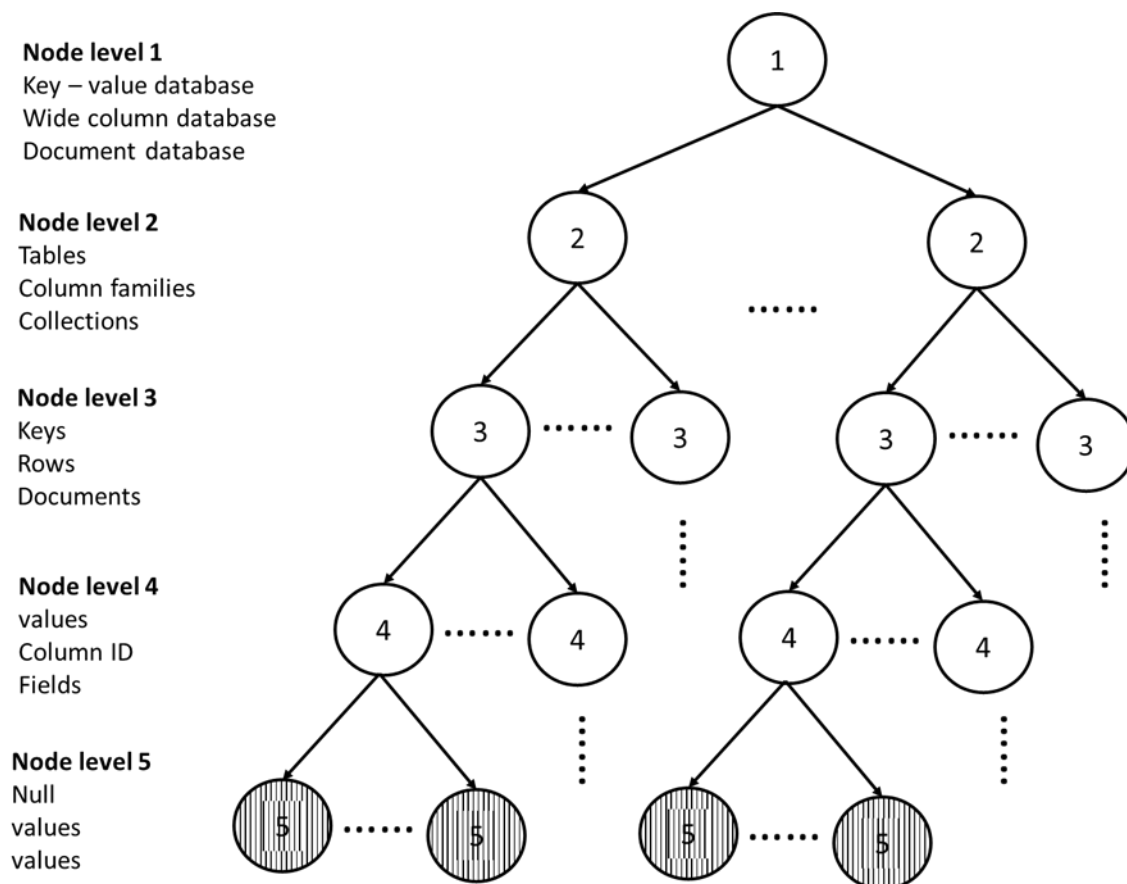 Node level 1
Key – value database
Wide column database
Document database
1
Node level 2
Tables
Column families
Collections
2
2
Node level 3
Keys
Rows
Documents
3
3
3
3
Node level 4
values
Column ID
Fields
4
4
4
4
Node level 5
Null
values
values
5
5
5
5